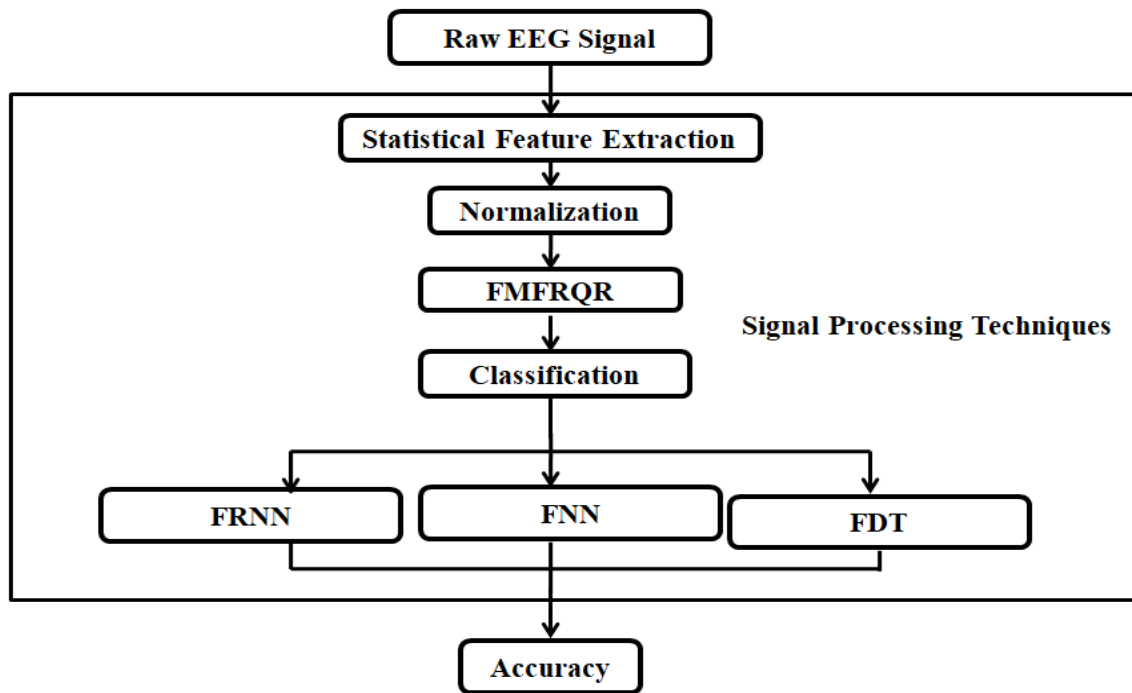 Raw EEG Signal
Statistical Feature Extraction
Normalization
FMFRQR
Signal Processing Techniques
Classification
FRNN
FNN
FDT
Accuracy